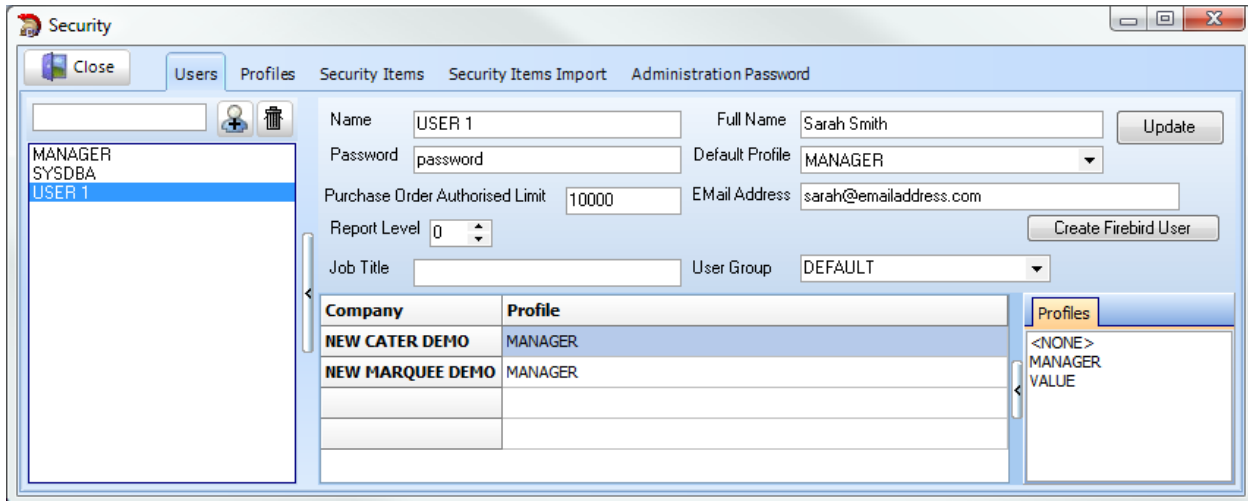 Security
Close Users Profiles Security Items Security Items Import Administration Password
Name USER 1 Full Name Sarah Smith Update
MANAGER
SYSDBA
USER 1
Password password Default Profile MANAGER
Purchase Order Authorised Limit 10000 EMail Address sarah@emailaddress.com
Report Level 0 Create Firebird User
Job Title User Group DEFAULT
Company Profile
NEW CATER DEMO MANAGER
NEW MARQUEE DEMO MANAGER
Profiles
<NONE>
MANAGER
VALUE